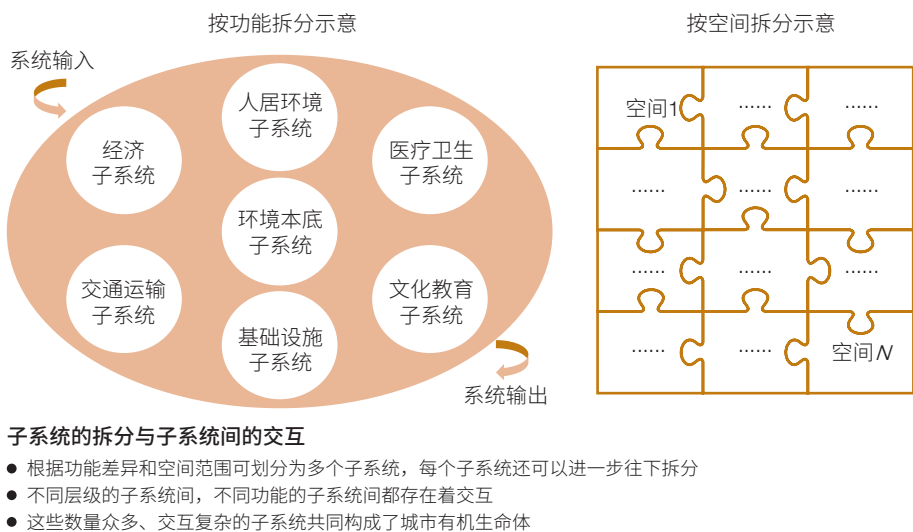 按功能拆分示意
系统输入
人居环境
子系统
经济
子系统
医疗卫生
子系统
环境本底
子系统
交通运输
子系统
文化教育
子系统
基础设施
子系统
系统输出
按空间拆分示意
空间1
……
……
……
……
……
……
……
……
……
……
空间N
子系统的拆分与子系统间的交互
● 根据功能差异和空间范围可划分为多个子系统，每个子系统还可以进一步往下拆分
● 不同层级的子系统间，不同功能的子系统间都存在着交互
● 这些数量众多、交互复杂的子系统共同构成了城市有机生命体